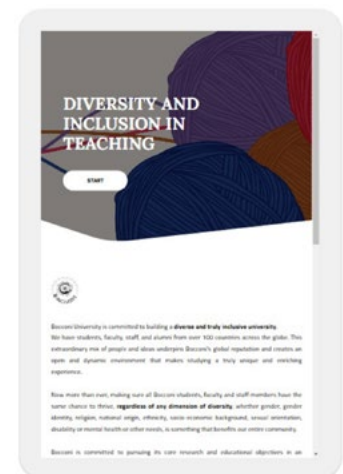 DIVERSITY AND
INCLUSION IN
TEACHING
START
Bocconi University is committed to building a diverse and truly inclusive university.
We have students, faculty, staff, and alumni from over 100 countries across the globe. This
extraordinary mix of people and ideas underpins Bocconi's global reputation and creates an
open and dynamic environment that makes studying a truly unique and enriching
experience.
Now more than ever, making sure all Bocconi students, faculty and staff members have the
same chance to thrive, regardless of any dimension of diversity, whether gender, gender
identity, religion, national origin, ethnicity, socio-economic background, sexual orientation,
disability or mental health or other needs, is something that benefits our entire community.
Bocconi is committed to pursuing its core research and educational objectives in an